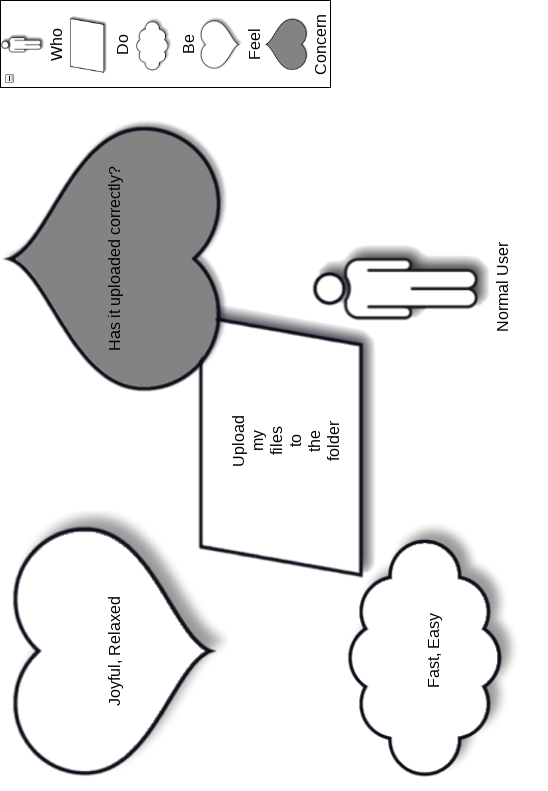 Who
Do
Be
Feel
Concern
Has it uploaded correctly?
Upload
my
files
to
the
folder
Normal User
Joyful, Relaxed
Fast, Easy